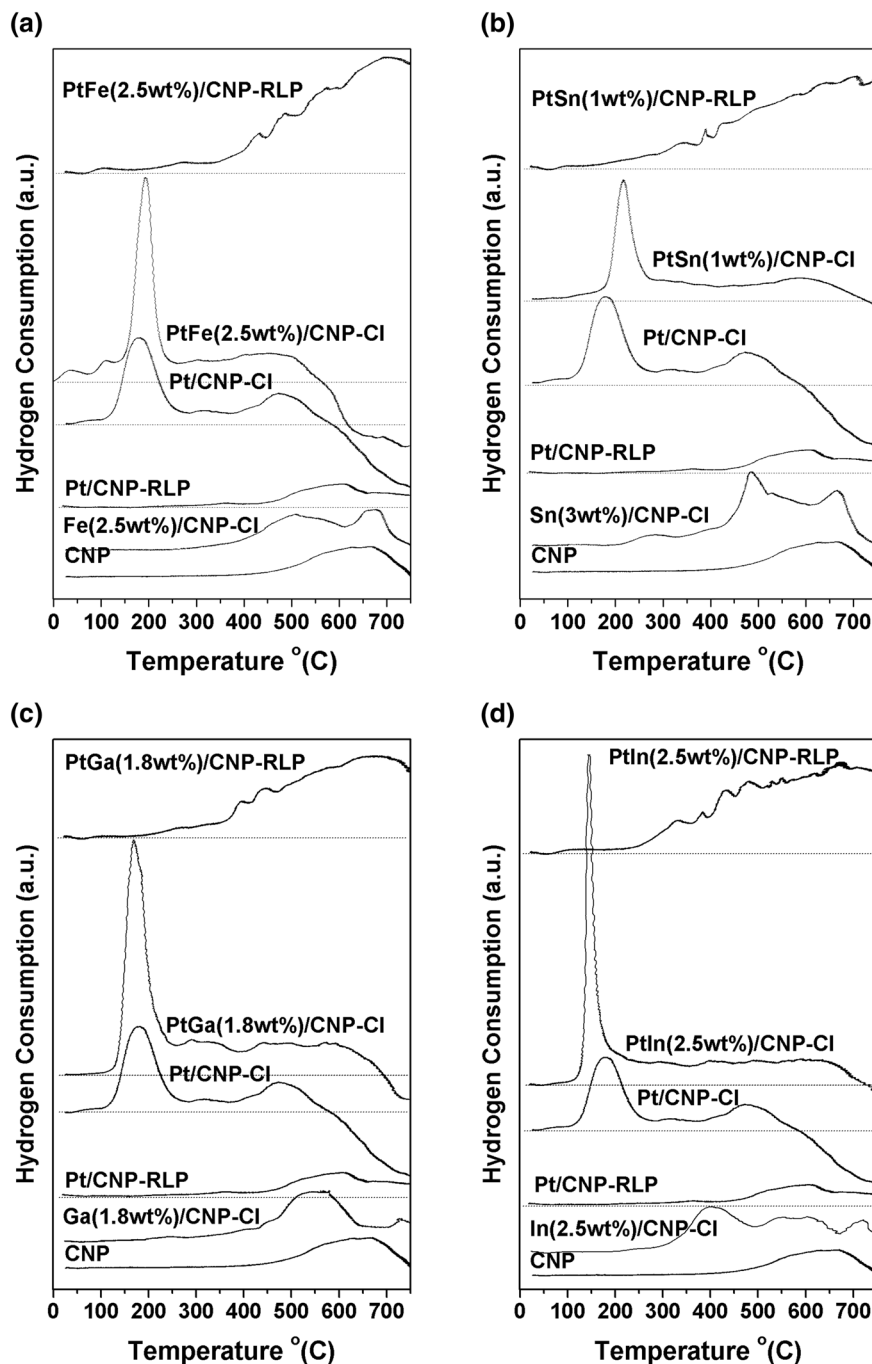 (a)
PtFe(2.5wt%)/CNP-RLP
PtFe(2.5wt%)/CNP-CI
Pt/CNP-CI
Pt/CNP-RLP
Fe(2.5wt%)/CNP-CI
CNP
Hydrogen Consumption (a.u.)
0 100 200 300 400 500 600 700
Temperature °(C)
(b)
PtSn(1wt%)/CNP-RLP
PtSn(1wt%)/CNP-CI
Pt/CNP-CI
Pt/CNP-RLP
Sn(3wt%)/CNP-CI
CNP
Hydrogen Consumption (a.u.)
0 100 200 300 400 500 600 700
Temperature °(C)
(c)
PtGa(1.8wt%)/CNP-RLP
PtGa(1.8wt%)/CNP-CI
Pt/CNP-CI
Pt/CNP-RLP
Ga(1.8wt%)/CNP-CI
CNP
Hydrogen Consumption (a.u.)
0 100 200 300 400 500 600 700
Temperature °(C)
(d)
PtIn(2.5wt%)/CNP-RLP
PtIn(2.5wt%)/CNP-CI
Pt/CNP-CI
Pt/CNP-RLP
In(2.5wt%)/CNP-CI
CNP
Hydrogen Consumption (a.u.)
0 100 200 300 400 500 600 700
Temperature °(C)